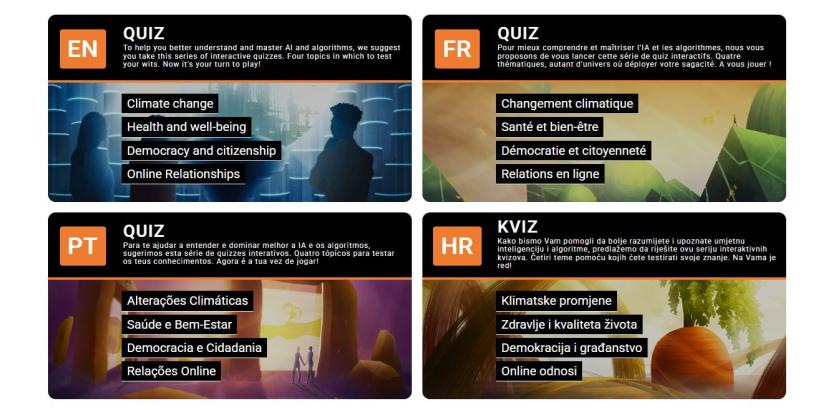 EN
QUIZ
To help you better understand and master AI and algorithms, we suggest
you take this series of interactive quizzes. Four topics in which to test
your wits. Now it's your turn to play!
Climate change
Health and well-being
Democracy and citizenship
Online Relationships
FR
QUIZ
Pour mieux comprendre et maîtriser l'IA et les algorithmes, nous vous
proposons de vous lancer cette série de quiz interactifs. Quatre
thématiques, autant d'univers où déployer votre sagacité. A vous jouer !
Changement climatique
Santé et bien-être
Démocratie et citoyenneté
Relations en ligne
PT
QUIZ
Para te ajudar a entender e dominar melhor a IA e os algoritmos,
sugerimos esta série de quizzes interativos. Quatro tópicos para testar
os teus conhecimentos. Agora é a tua vez de jogar!
Alterações Climáticas
Saúde e Bem-Estar
Democracia e Cidadania
Relações Online
HR
KVIZ
Kako bismo Vam pomogli da bolje razumijete i upoznate umjetnu
inteligenciju i algoritme, predlažemo da riješite ovu seriju interaktivnih
kvizova. Četiri teme pomoću kojih ćete testirati svoje znanje. Na Vama je
red!
Klimatske promjene
Zdravlje i kvaliteta života
Demokracija i građanstvo
Online odnosi